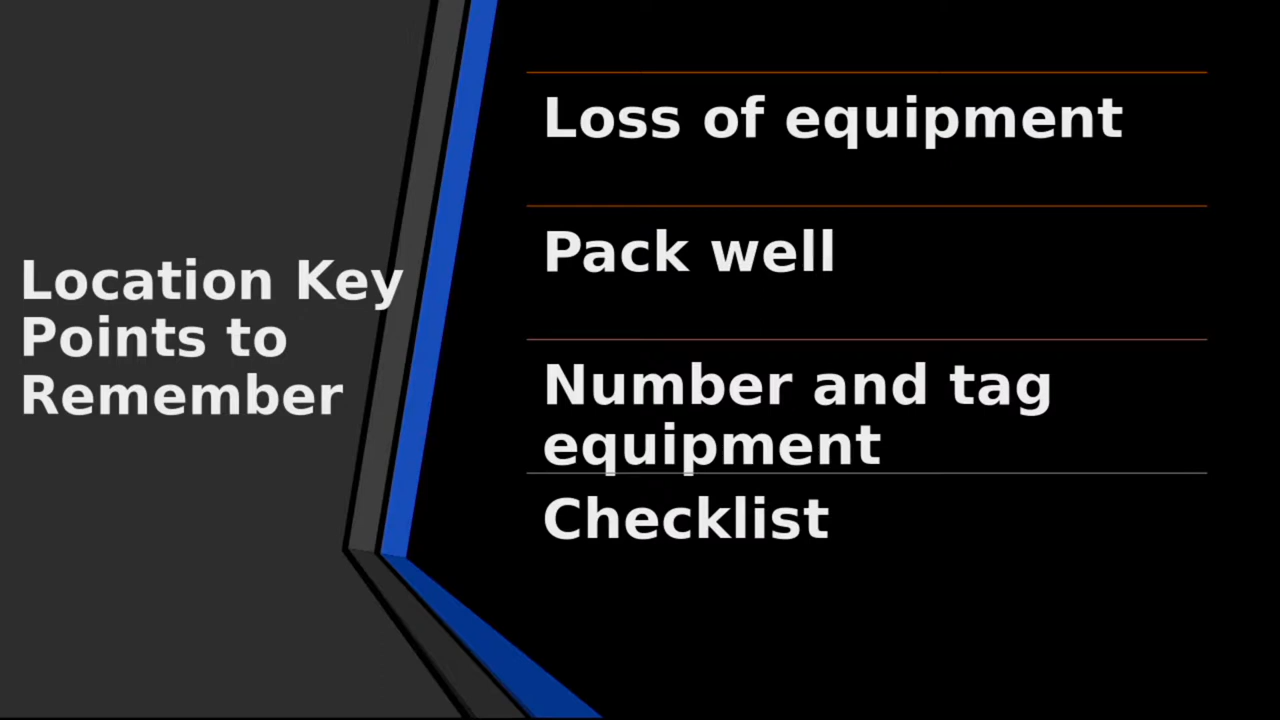 Location Key
Points to
Remember
Loss of equipment
Pack well
Number and tag
equipment
Checklist